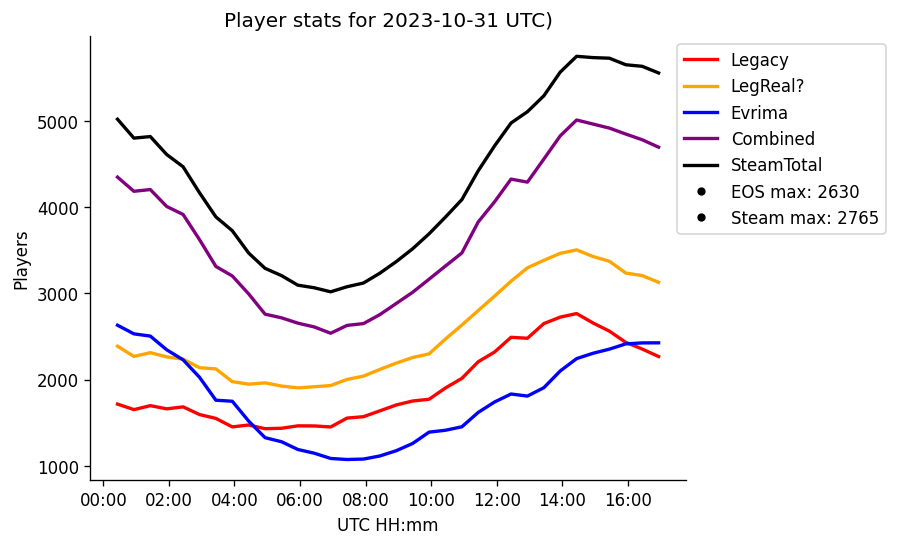 Player stats for 2023-10-31 UTC)
Legacy
LegReal?
Evrima
Combined
SteamTotal
EOS max: 2630
Steam max: 2765
Players
5000
4000
3000
2000
1000
00:00 02:00 04:00 06:00 08:00 10:00 12:00 14:00 16:00
UTC HH:mm